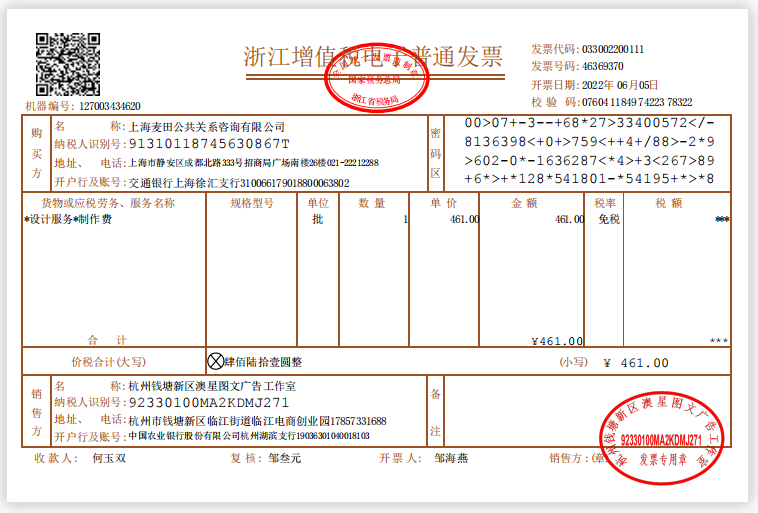 浙江增值税电子普通发票
全国统一发票监制章
国家税务总局
浙江省税务局
发票代码: 033002200111
发票号码: 46369370
开票日期: 2022年 06月05日
校 验 码: 07604 11849 74223 78322
机器编号: 127003434620
购买方
名 称: 上海麦田公共关系咨询有限公司
纳税人识别号: 91310118745630867T
地址、 电话: 上海市静安区成都北路333号招商局广场南楼26楼021-22212288
开户行及账号: 交通银行上海徐汇支行310066179018800063802
密码区
00>07+-3--+68*27>33400572</-
8136398<+0+>759<++4+/88>-2*9
>602-0*-1636287<*4>+3<267>89
+6*>+*128*541801-*54195+*>*8
货物或应税劳务、服务名称 规格型号 单位 数 量 单 价 金 额 税率 税 额
*设计服务*制作费 批 1 461.00 461.00 免税 ***
合 计 ¥461.00 ***
价税合计(大写) 肆佰陆拾壹圆整 (小写) ¥ 461.00
销售方
名 称: 杭州钱塘新区澳星图文广告工作室
纳税人识别号: 92330100MA2KDMJ271
地址、 电话: 杭州市钱塘新区临江街道临江电商创业园17857331688
开户行及账号: 中国农业银行股份有限公司杭州湖滨支行19036301040018103
备注
收 款 人: 何玉双 复 核: 邹叁元 开 票 人: 邹海燕 销售方:(章)
杭州钱塘新区澳星图文广告工作室
92330100MA2KDMJ271
发票专用章